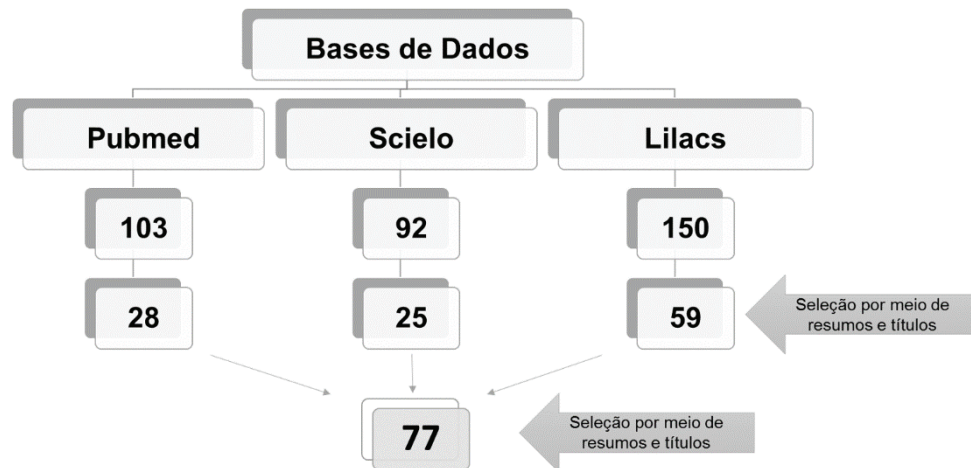 Bases de Dados
Pubmed
Scielo
Lilacs
103
92
150
28
25
59
Seleção por meio de
resumos e títulos
77
Seleção por meio de
resumos e títulos